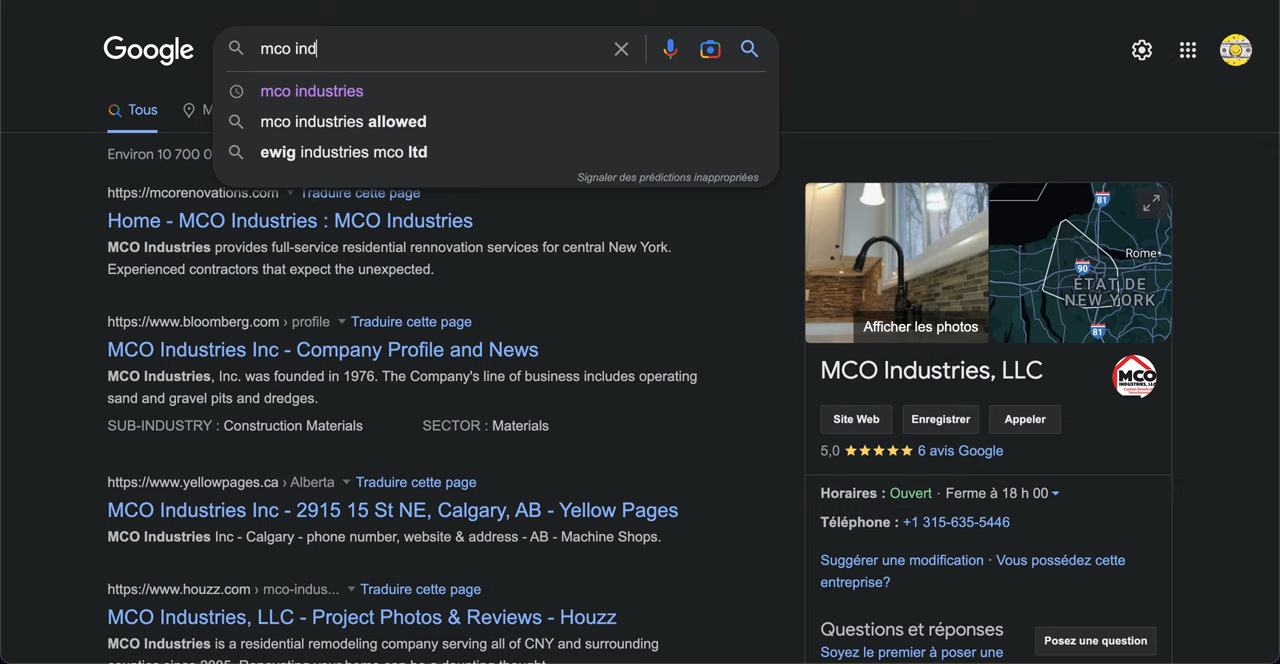 Google
mco ind
mco industries
mco industries allowed
ewig industries mco ltd
Signaler des prédictions inappropriées
Tous
M
Environ 10 700 0
https://mcorenovations.com Traduire cette page
Home - MCO Industries : MCO Industries
MCO Industries provides full-service residential rennovation services for central New York.
Experienced contractors that expect the unexpected.
https://www.bloomberg.com › profile Traduire cette page
MCO Industries Inc - Company Profile and News
MCO Industries, Inc. was founded in 1976. The Company's line of business includes operating
sand and gravel pits and dredges.
SUB-INDUSTRY : Construction Materials SECTOR : Materials
https://www.yellowpages.ca › Alberta Traduire cette page
MCO Industries Inc - 2915 15 St NE, Calgary, AB - Yellow Pages
MCO Industries Inc - Calgary - phone number, website & address - AB - Machine Shops.
https://www.houzz.com › mco-indus... Traduire cette page
MCO Industries, LLC - Project Photos & Reviews - Houzz
MCO Industries is a residential remodeling company serving all of CNY and surrounding
Afficher les photos
81
Rome
90
ÉTAT DE
NEW YORK
81
MCO Industries, LLC
MCO
INDUSTRIES, LLC
Site Web Enregistrer Appeler
5,0 6 avis Google
Horaires : Ouvert · Ferme à 18 h 00
Téléphone : +1 315-635-5446
Suggérer une modification · Vous possédez cette
entreprise?
Questions et réponses
Posez une question
Soyez le premier à poser une